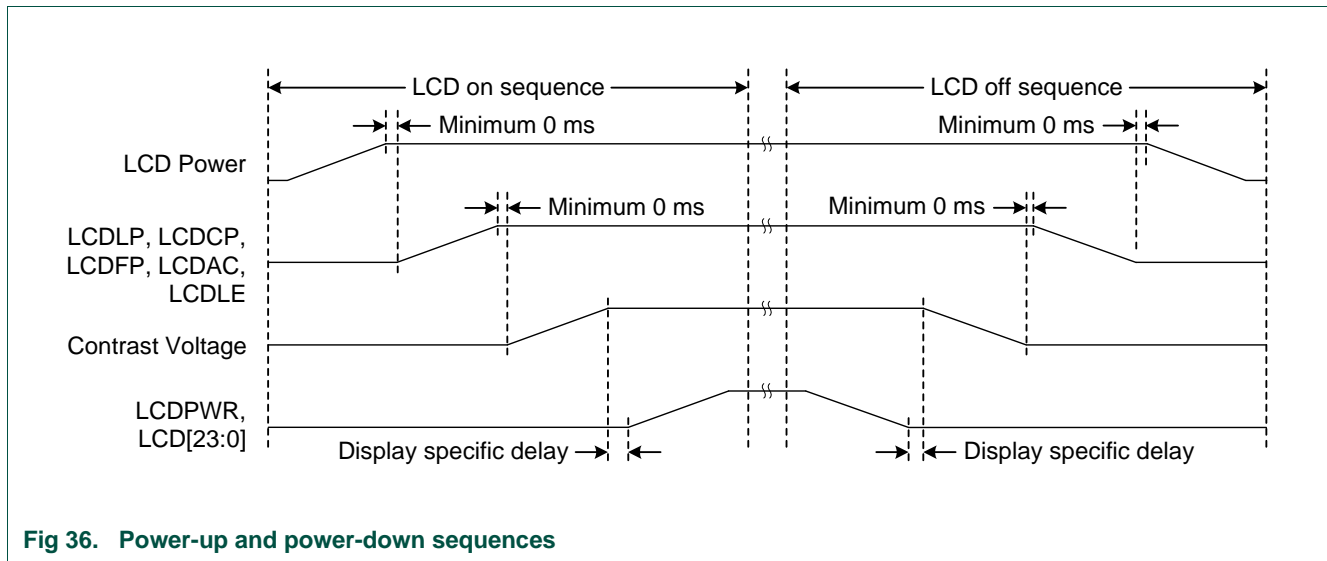 LCD on sequence
LCD off sequence
Minimum 0 ms
Minimum 0 ms
LCD Power
Minimum 0 ms
Minimum 0 ms
LCDLP, LCDCP,
LCDFP, LCDAC,
LCDLE
Contrast Voltage
LCDPWR,
LCD[23:0]
Display specific delay
Display specific delay
Fig 36. Power-up and power-down sequences